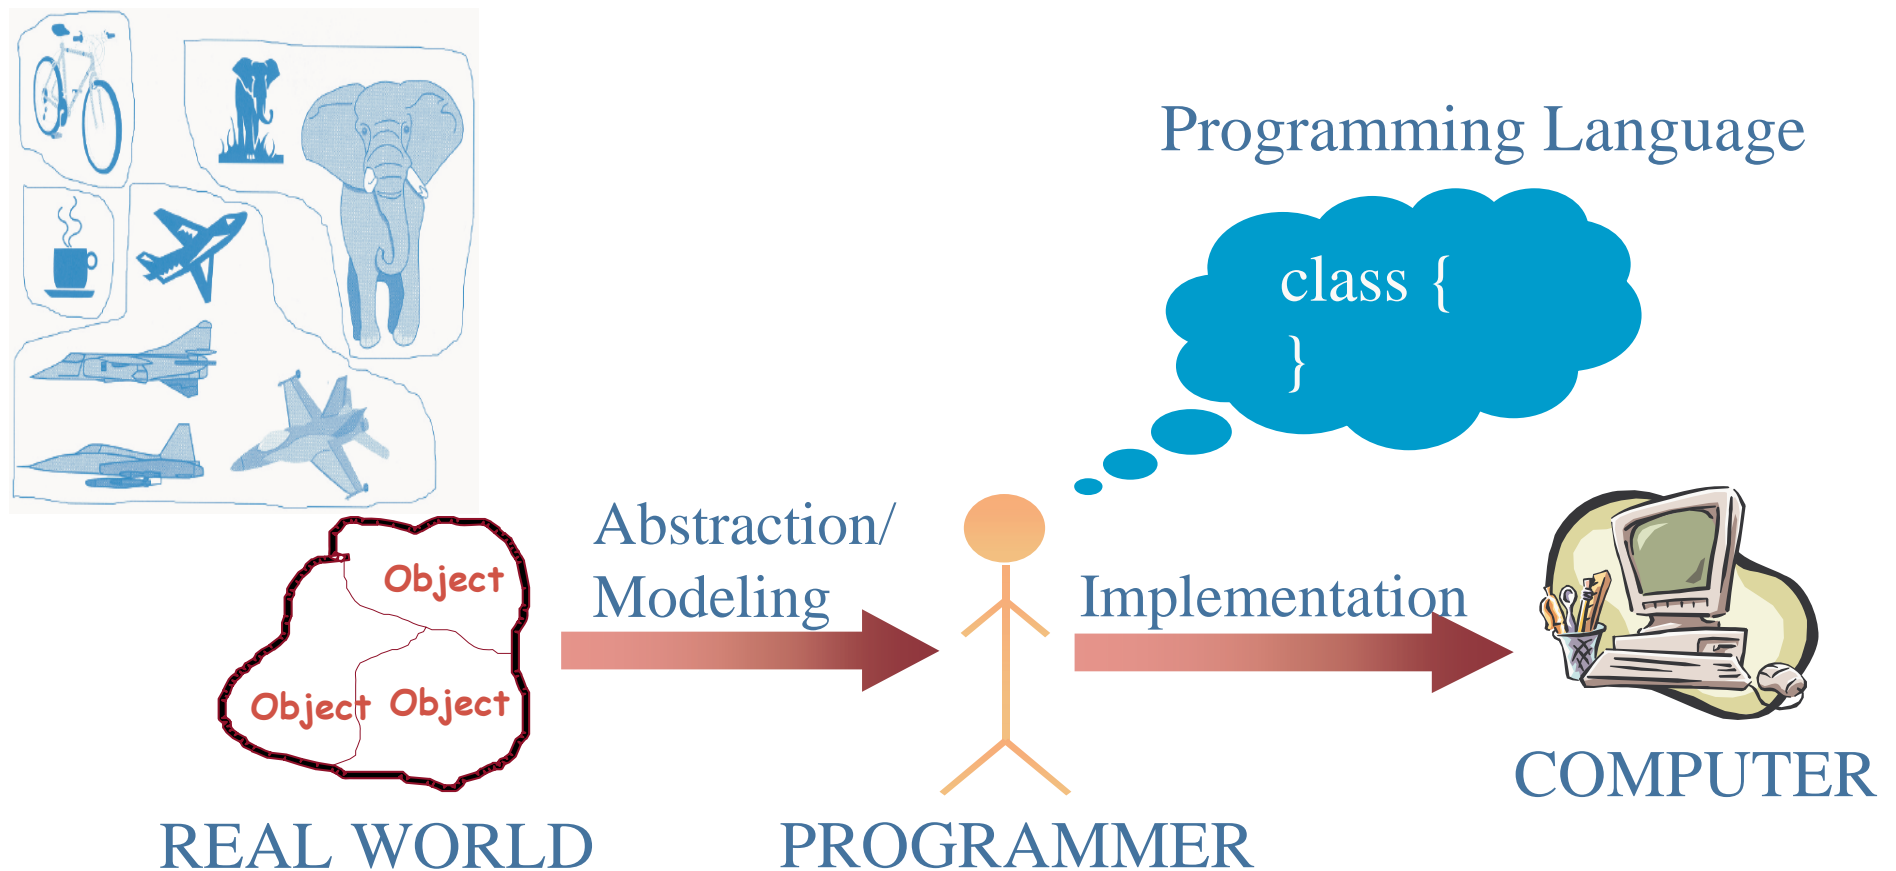 Programming Language
class {
}
Abstraction/
Modeling
Implementation
Object
Object
Object
COMPUTER
REAL WORLD
PROGRAMMER